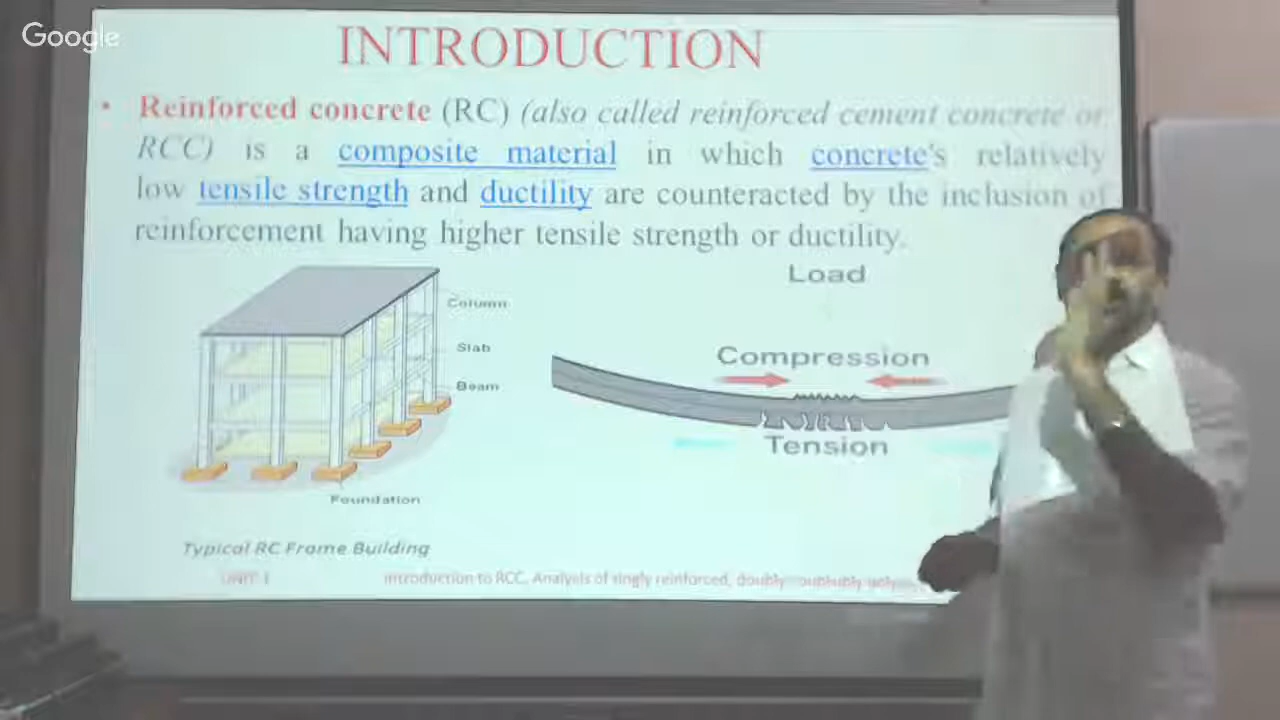 Google
INTRODUCTION
• Reinforced concrete (RC) (also called reinforced cement concrete or
RCC) is a composite material in which concrete's relatively
low tensile strength and ductility are counteracted by the inclusion of
reinforcement having higher tensile strength or ductility.
Load
Column
Slab
Beam
Compression
Tension
Foundation
Typical RC Frame Building
UNIT-1
Introduction to RCC, Analysis of singly reinforced, doubly